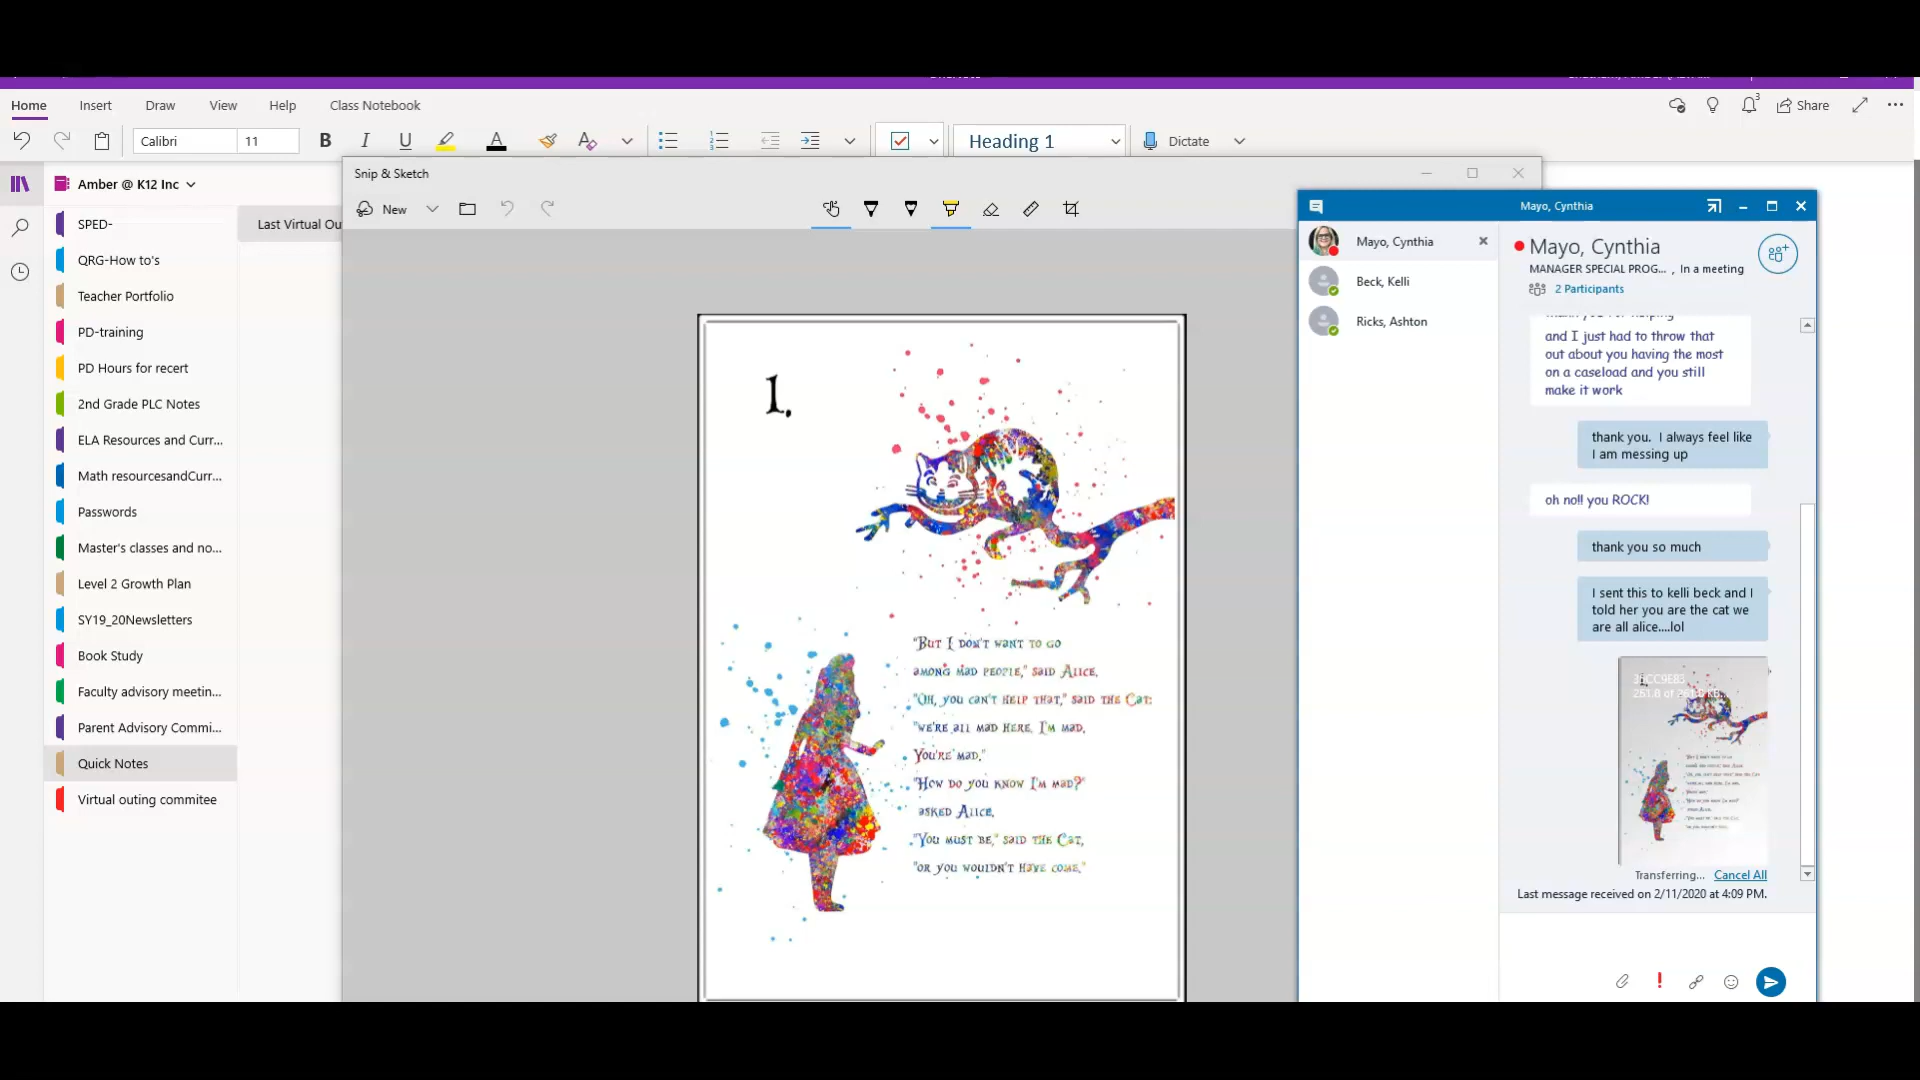 Home Insert Draw View Help Class Notebook
3 Share
Calibri 11 B I U A Heading 1 Dictate
Amber @ K12 Inc
SPED-
QRG-How to's
Teacher Portfolio
PD-training
PD Hours for recert
2nd Grade PLC Notes
ELA Resources and Curr...
Math resourcesandCurr...
Passwords
Master's classes and no...
Level 2 Growth Plan
SY19_20Newsletters
Book Study
Faculty advisory meetin...
Parent Advisory Commi...
Quick Notes
Virtual outing commitee
Last Virtual Ou
Snip & Sketch
New
1.
"But I don't want to go
among mad people," said Alice.
"Oh, you can't help that," said the Cat:
"we're all mad here. I'm mad.
You're mad."
"How do you know I'm mad?"
asked Alice.
"You must be," said the Cat,
"or you wouldn't have come."
Mayo, Cynthia
Mayo, Cynthia
Beck, Kelli
Ricks, Ashton
Mayo, Cynthia
MANAGER SPECIAL PROG... , In a meeting
2 Participants
thank you for helping
and I just had to throw that
out about you having the most
on a caseload and you still
make it work
thank you. I always feel like
I am messing up
oh no!! you ROCK!
thank you so much
I sent this to kelli beck and I
told her you are the cat we
are all alice....lol
Transferring... Cancel All
Last message received on 2/11/2020 at 4:09 PM.